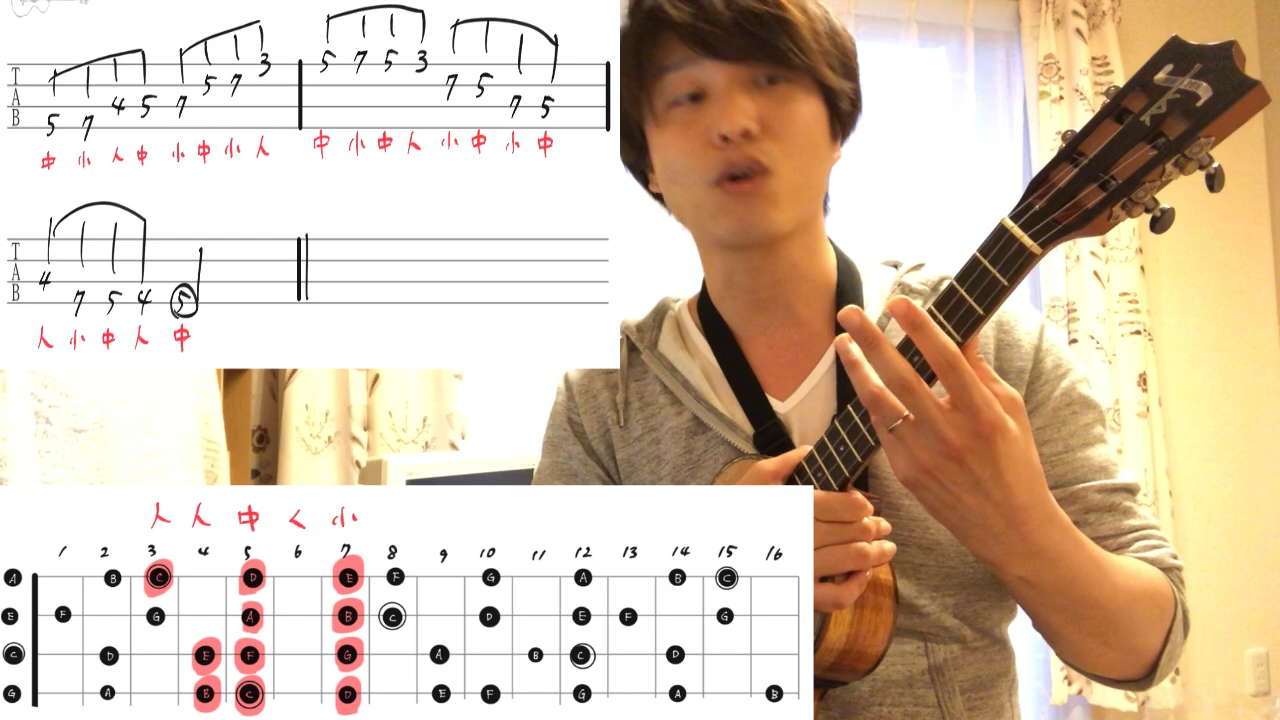 5 7 4 5 7 5 7 3 5 7 5 3 7 5 7 5
T
A
B
中 小 人 中 小 中 小 人 中 小 中 人 小 中 小 中
T
A
B
4 7 5 4 5
人 小 中 人 中
人 人 中 く 小
1 2 3 4 5 6 7 8 9 10 11 12 13 14 15 16
A B C D E F G A B C
E F G A B C D E F G
C D E F G A B C D
G A B C D E F G A B